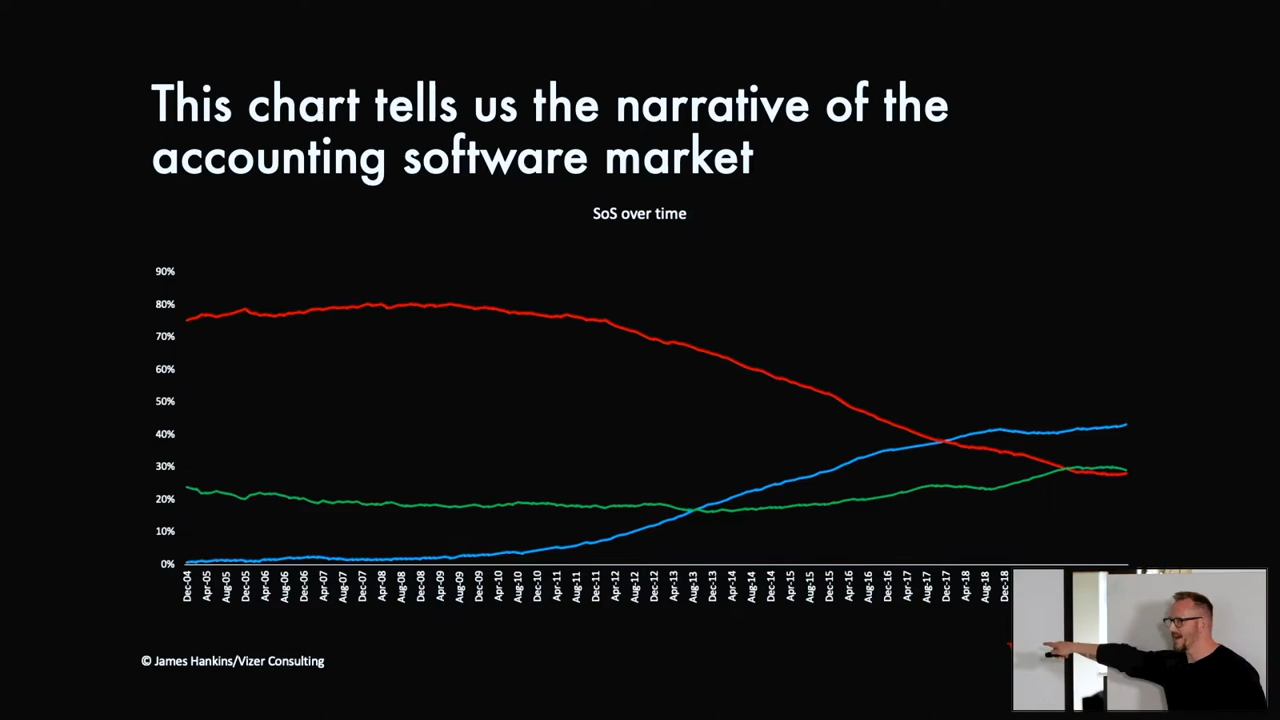 This chart tells us the narrative of the
accounting software market
SoS over time
90%
80%
70%
60%
50%
40%
30%
20%
10%
0%
Dec-04
Apr-05
Aug-05
Dec-05
Apr-06
Aug-06
Dec-06
Apr-07
Aug-07
Dec-07
Apr-08
Aug-08
Dec-08
Apr-09
Aug-09
Dec-09
Apr-10
Aug-10
Dec-10
Apr-11
Aug-11
Dec-11
Apr-12
Aug-12
Dec-12
Apr-13
Aug-13
Dec-13
Apr-14
Aug-14
Dec-14
Apr-15
Aug-15
Dec-15
Apr-16
Aug-16
Dec-16
Apr-17
Aug-17
Dec-17
Apr-18
Aug-18
Dec-18
© James Hankins/Vizer Consulting